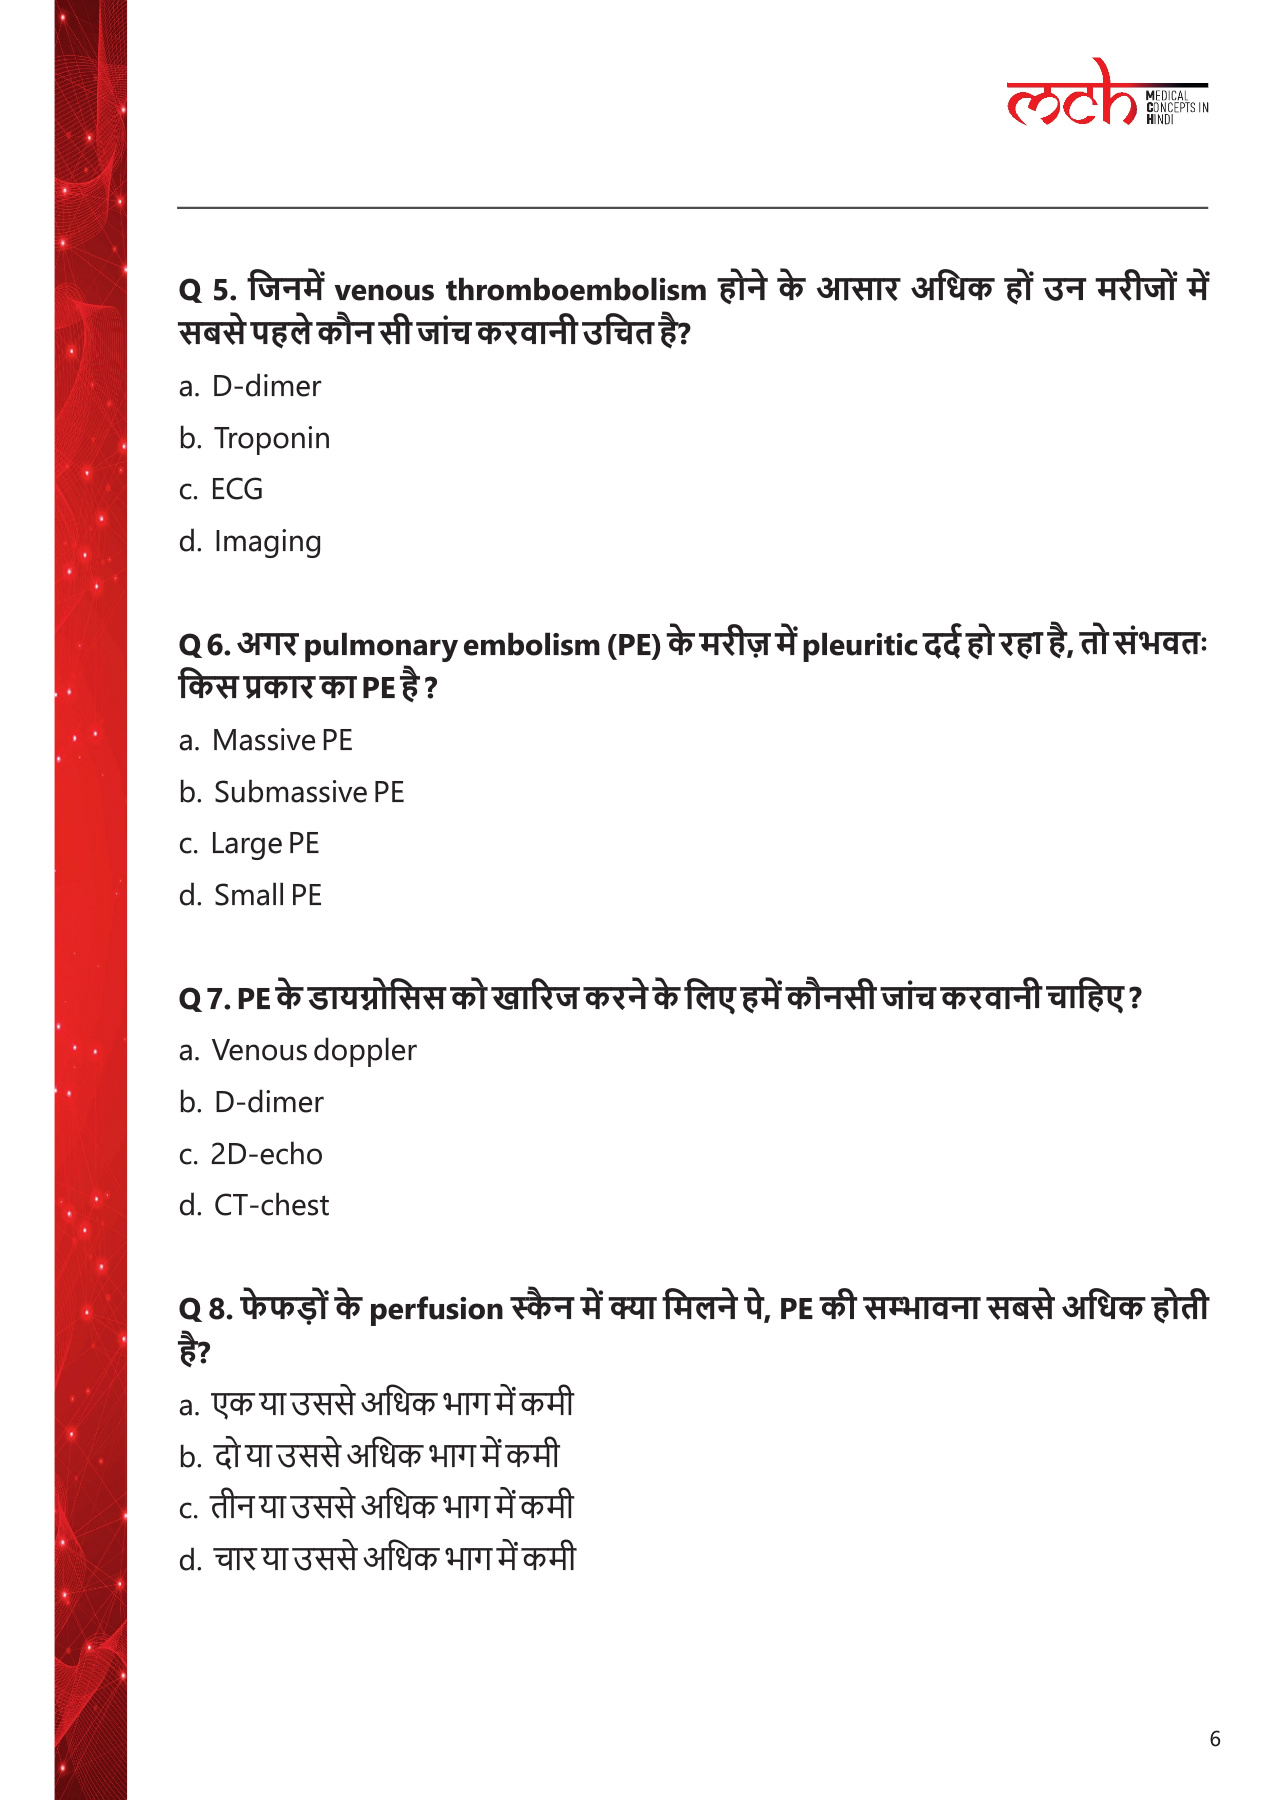 mch MEDICAL
CONCEPTS IN
HINDI
Q 5. जिनमें venous thromboembolism होने के आसार अधिक हों उन मरीजों में
सबसे पहले कौन सी जांच करवानी उचित है?
a. D-dimer
b. Troponin
c. ECG
d. Imaging
Q 6. अगर pulmonary embolism (PE) के मरीज़ में pleuritic दर्द हो रहा है, तो संभवतः
किस प्रकार का PE है ?
a. Massive PE
b. Submassive PE
c. Large PE
d. Small PE
Q 7. PE के डायग्नोसिस को खारिज करने के लिए हमें कौनसी जांच करवानी चाहिए ?
a. Venous doppler
b. D-dimer
c. 2D-echo
d. CT-chest
Q 8. फेफड़ों के perfusion स्कैन में क्या मिलने पे, PE की सम्भावना सबसे अधिक होती
है?
a. एक या उससे अधिक भाग में कमी
b. दो या उससे अधिक भाग में कमी
c. तीन या उससे अधिक भाग में कमी
d. चार या उससे अधिक भाग में कमी
6